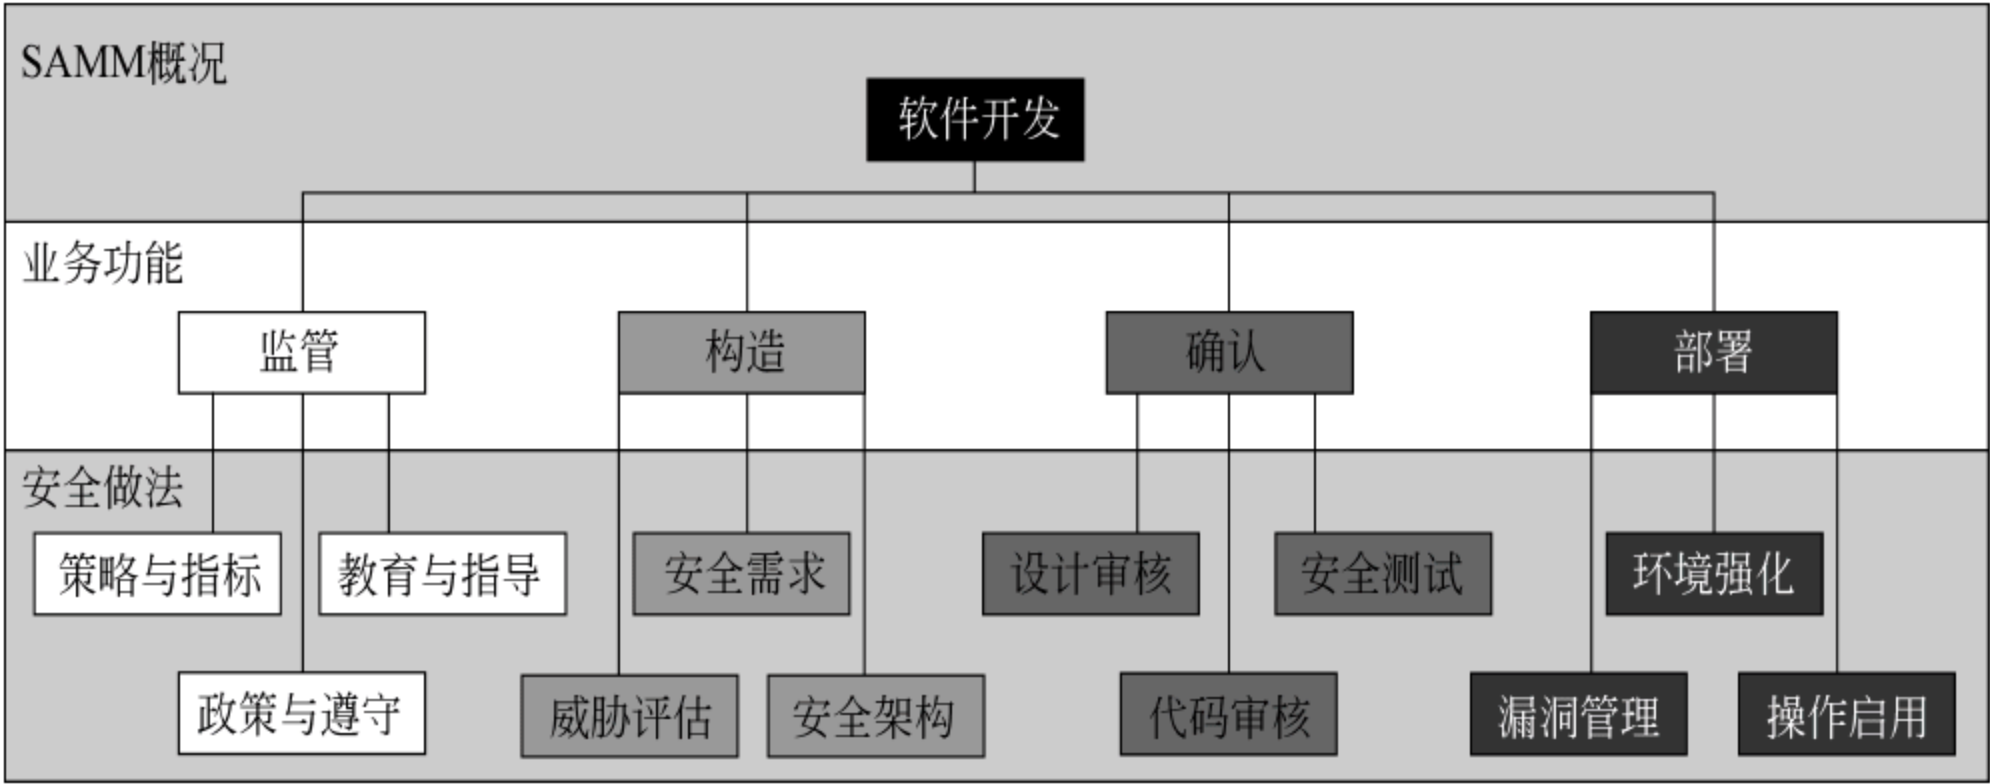 SAMM概况
软件开发
业务功能
监管
构造
确认
部署
安全做法
策略与指标
教育与指导
安全需求
设计审核
安全测试
环境强化
政策与遵守
威胁评估
安全架构
代码审核
漏洞管理
操作启用